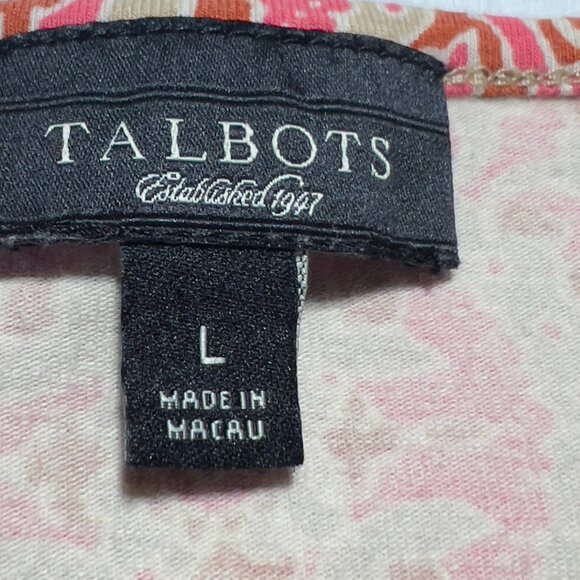 TALBOTS
Established 1947
L
MADE IN
MACAU